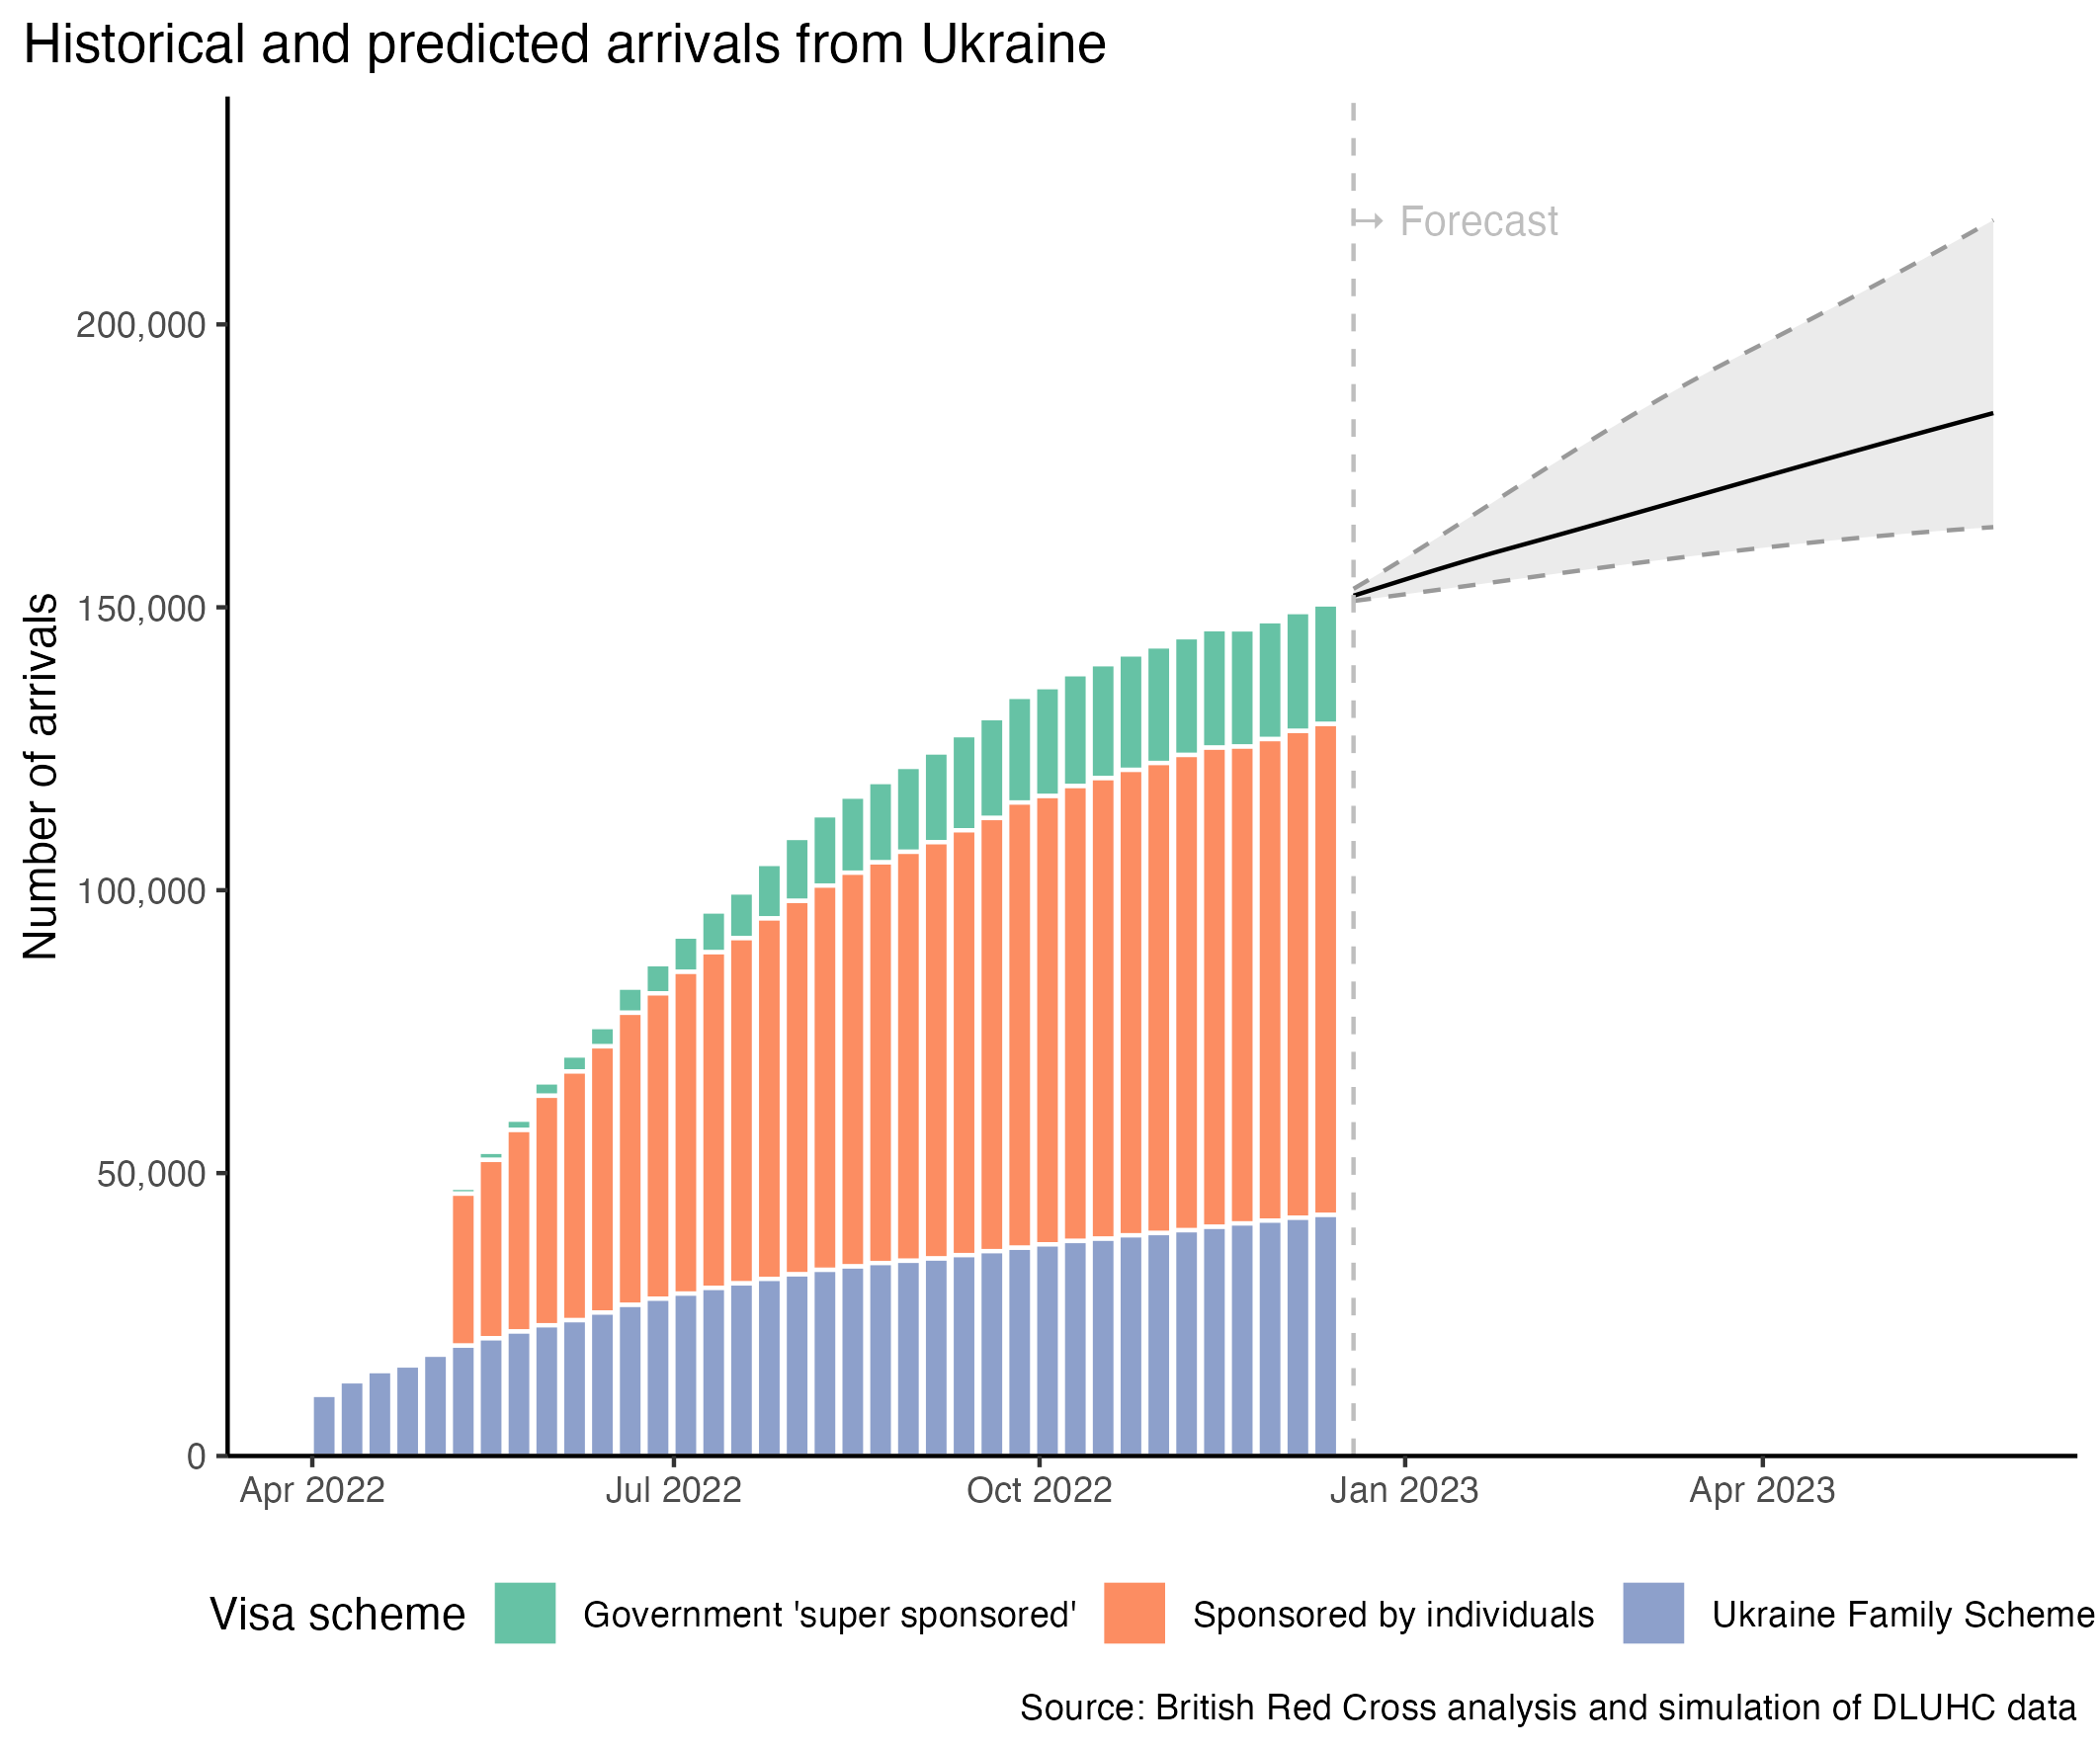 Historical and predicted arrivals from Ukraine
Forecast
Number of arrivals
200,000
150,000
100,000
50,000
0
Apr 2022
Jul 2022
Oct 2022
Jan 2023
Apr 2023
Visa scheme
Government 'super sponsored'
Sponsored by individuals
Ukraine Family Scheme
Source: British Red Cross analysis and simulation of DLUHC data